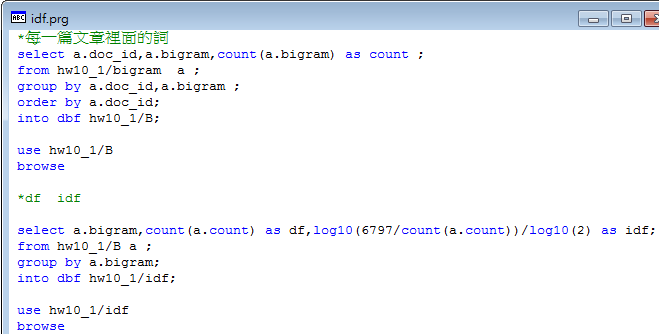 idf.prg
*每一篇文章裡面的詞
select a.doc_id,a.bigram,count(a.bigram) as count ;
from hw10_1/bigram  a ;
group by a.doc_id,a.bigram ;
order by a.doc_id;
into dbf hw10_1/B;
use hw10_1/B
browse
*df  idf
select a.bigram,count(a.count) as df,log10(6797/count(a.count))/log10(2) as idf;
from hw10_1/B a ;
group by a.bigram;
into dbf hw10_1/idf;
use hw10_1/idf
browse